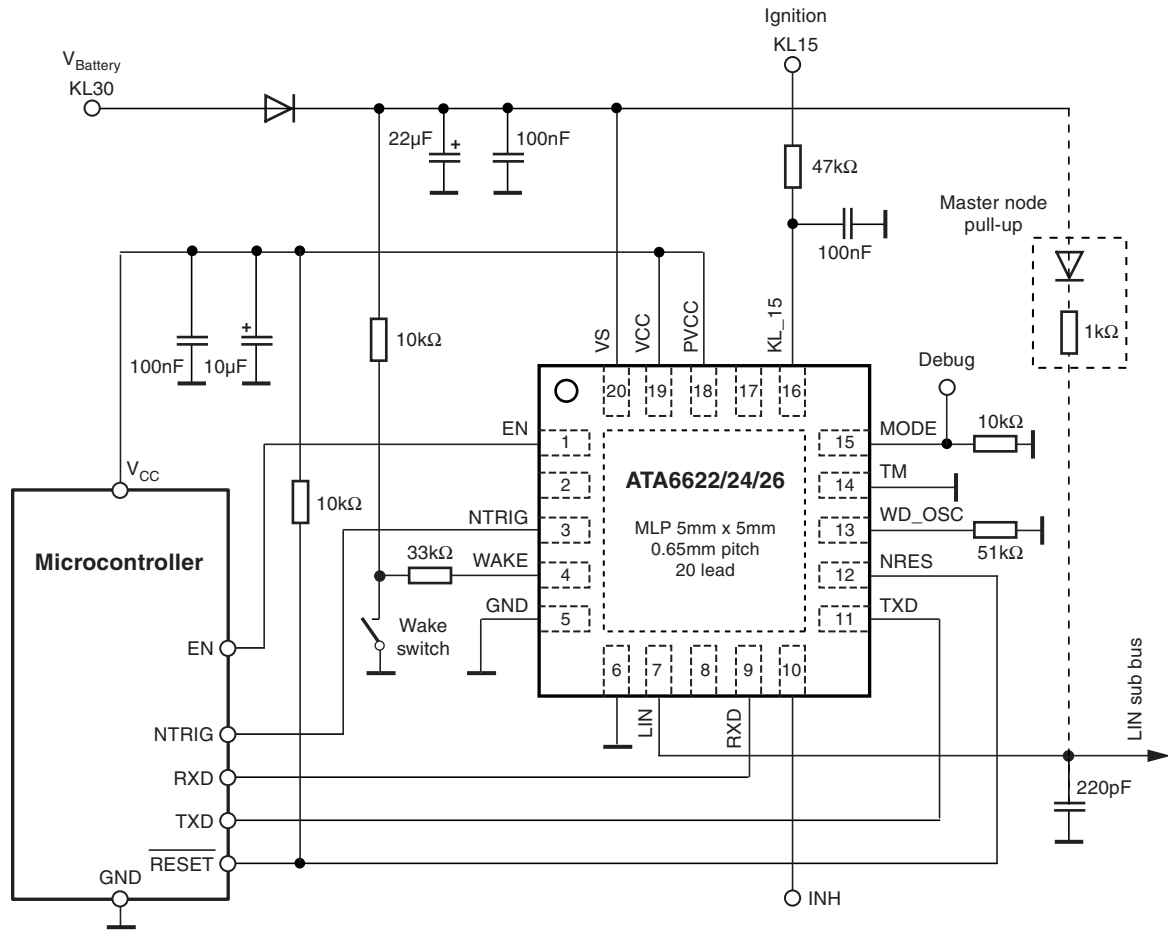 Ignition
KL15
VBattery
KL30
22µF
+
100nF
47kΩ
Master node
pull-up
100nF
1kΩ
100nF
10µF
+
10kΩ
VS
VCC
PVCC
KL_15
Debug
20
19
18
17
16
EN
1
2
NTRIG
3
WAKE
4
GND
5
33kΩ
10kΩ
ATA6622/24/26
MLP 5mm x 5mm
0.65mm pitch
20 lead
15
MODE
10kΩ
14
TM
13
WD_OSC
51kΩ
12
NRES
11
TXD
VCC
Microcontroller
Wake
switch
EN
NTRIG
RXD
TXD
RESET
GND
6
7
8
9
10
LIN
RXD
LIN sub bus
220pF
INH